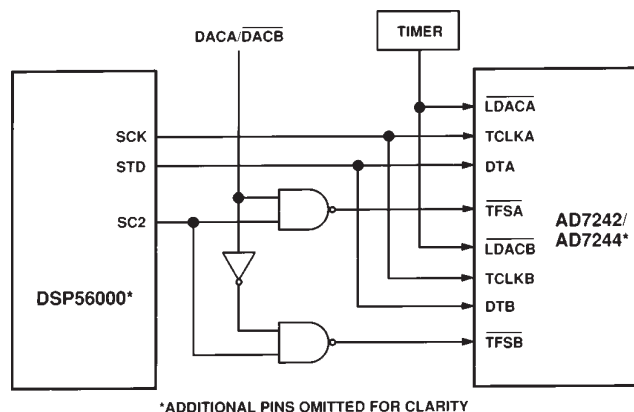 TIMER
DACA/DACB
LDACA
SCK
TCLKA
STD
DTA
SC2
TFSA
AD7242/
AD7244*
LDACB
TCLKB
DSP56000*
DTB
TFSB
*ADDITIONAL PINS OMITTED FOR CLARITY